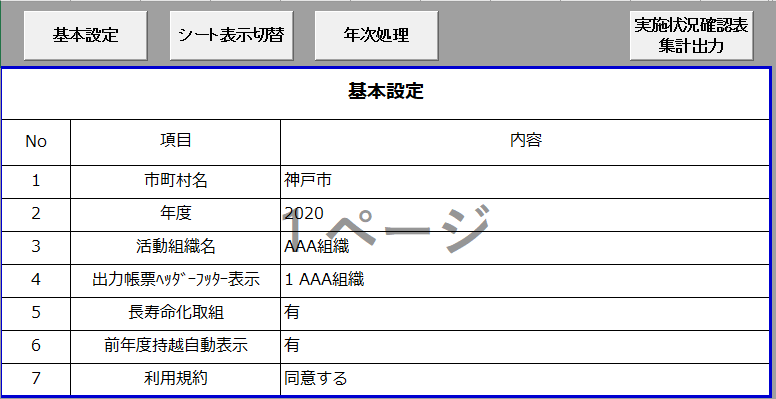 基本設定 シート表示切替 年次処理 実施状況確認表
集計出力
基本設定
No 項目 内容
1 市町村名 神戸市
2 年度 2020
1 ページ
3 活動組織名 AAA組織
4 出力帳票ﾍｯﾀﾞｰﾌｯﾀｰ表示 1 AAA組織
5 長寿命化取組 有
6 前年度持越自動表示 有
7 利用規約 同意する